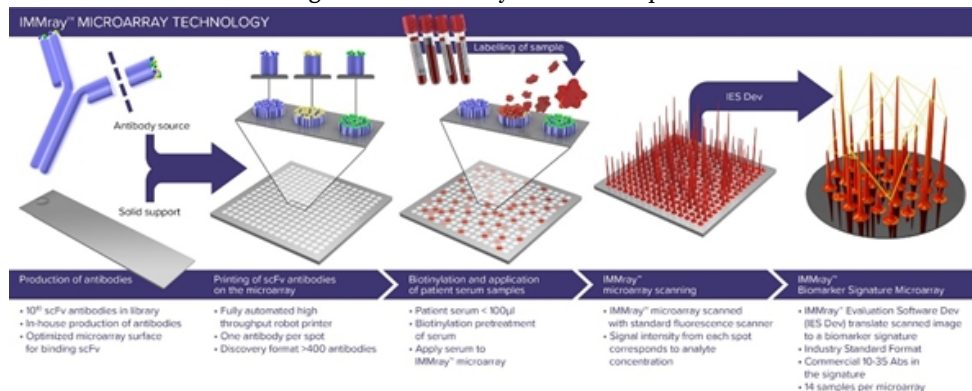 IMMray™ MICROARRAY TECHNOLOGY
Labelling of sample
IES Dev
Antibody source
Solid support
Production of antibodies
• 10¹⁰ scFv antibodies in library
• In-house production of antibodies
• Optimized microarray surface
for binding scFv
Printing of scFv antibodies
on the microarray
• Fully automated high
throughput robot printer
• One antibody per spot
• Discovery format >400 antibodies
Biotinylation and application
of patient serum samples
• Patient serum < 100µl
• Biotinylation pretreatment
of serum
• Apply serum to
IMMray™ microarray
IMMray™
microarray scanning
• IMMray™ microarray scanned
with standard fluorescence scanner
• Signal intensity from each spot
corresponds to analyte
concentration
IMMray™
Biomarker Signature Microarray
• IMMray™ Evaluation Software Dev
(IES Dev) translate scanned image
to a biomarker signature
• Industry Standard Format
• Commercial 10-35 Abs in
the signature
• 14 samples per microarray